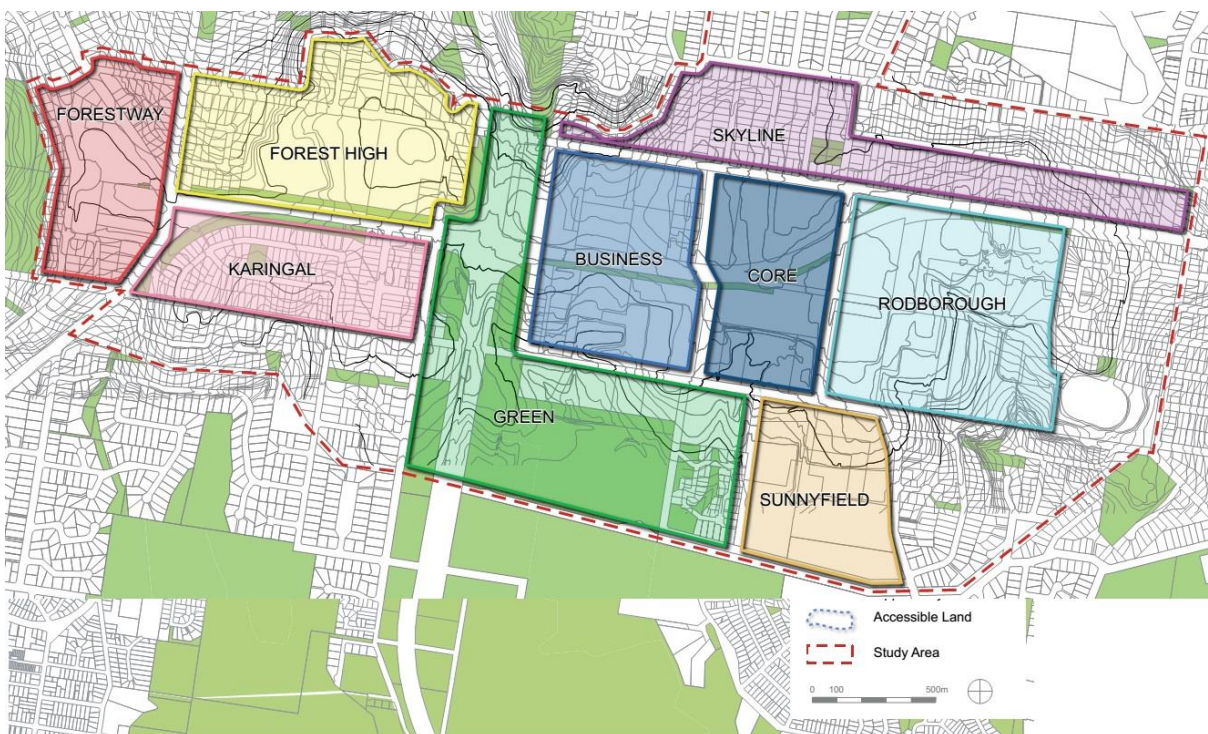 FORESTWAY
FOREST HIGH
SKYLINE
KARINGAL
BUSINESS
CORE
RODBOROUGH
GREEN
SUNNYFIELD
Accessible Land
Study Area
0 100 500m